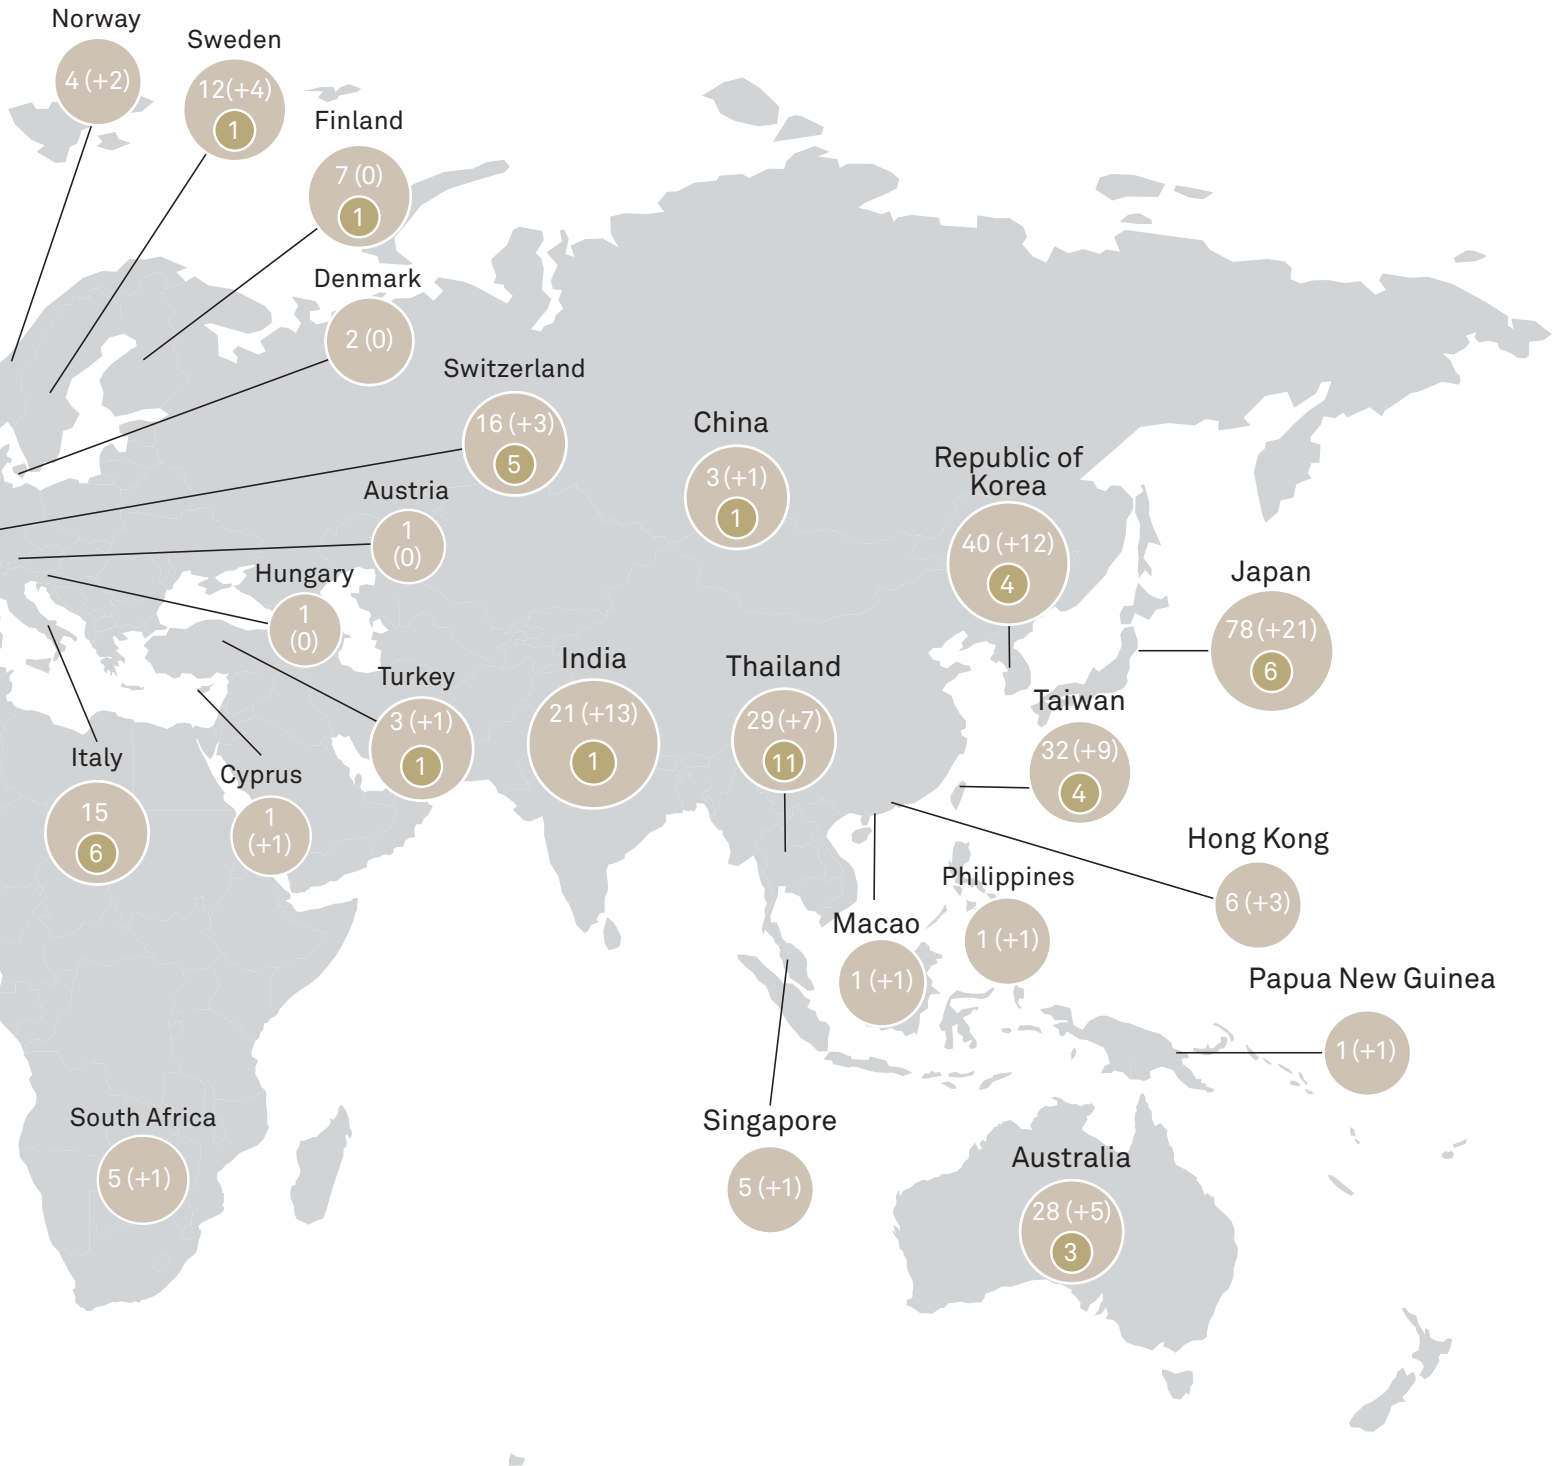 Norway
4 (+2)
Sweden
12(+4)
1
Finland
7 (0)
1
Denmark
2 (0)
Switzerland
16 (+3)
5
Austria
1
(0)
Hungary
1
(0)
Turkey
3 (+1)
1
Italy
15
6
Cyprus
1
(+1)
South Africa
5 (+1)
China
3 (+1)
1
Republic of
Korea
40 (+12)
4
Japan
78 (+21)
6
India
21 (+13)
1
Thailand
29 (+7)
11
Taiwan
32 (+9)
4
Hong Kong
6 (+3)
Philippines
1 (+1)
Macao
1 (+1)
Papua New Guinea
1 (+1)
Singapore
5 (+1)
Australia
28 (+5)
3